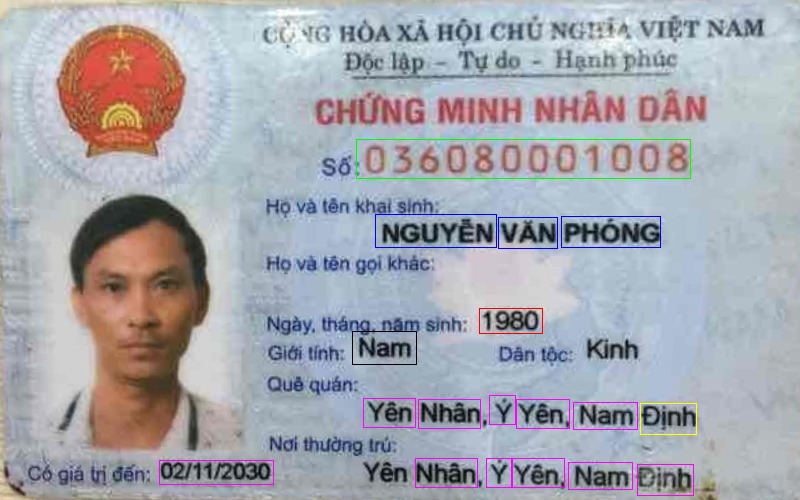 CỘNG HÒA XÃ HỘI CHỦ NGHĨA VIỆT NAM
Độc lập - Tự do - Hạnh phúc
CHỨNG MINH NHÂN DÂN
Số: 036080001008
Họ và tên khai sinh:
NGUYỄN VĂN PHÓNG
Họ và tên gọi khác:
Ngày, tháng, năm sinh: 1980
Giới tính: Nam Dân tộc: Kinh
Quê quán:
Yên Nhân, Ý Yên, Nam Định
Nơi thường trú:
Có giá trị đến: 02/11/2030 Yên Nhân, Ý Yên, Nam Định